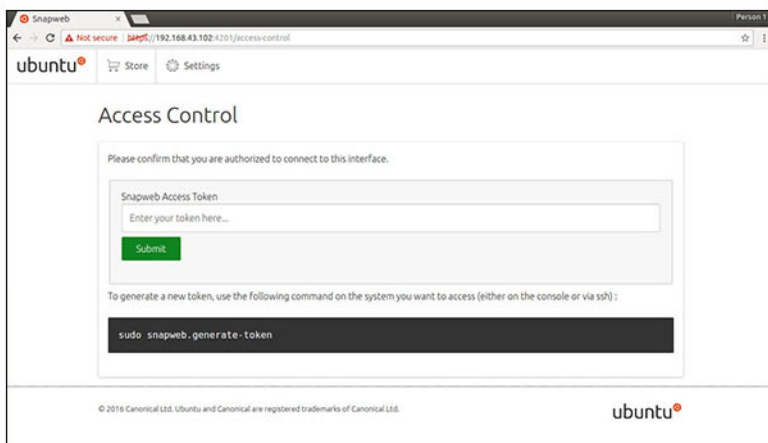 Snapweb
Person 1
Not secure https://192.168.43.102:4201/access-control
ubuntu Store Settings
Access Control
Please confirm that you are authorized to connect to this interface.
Snapweb Access Token
Enter your token here...
Submit
To generate a new token, use the following command on the system you want to access (either on the console or via ssh) :
sudo snapweb.generate-token
© 2016 Canonical Ltd. Ubuntu and Canonical are registered trademarks of Canonical Ltd.
ubuntu